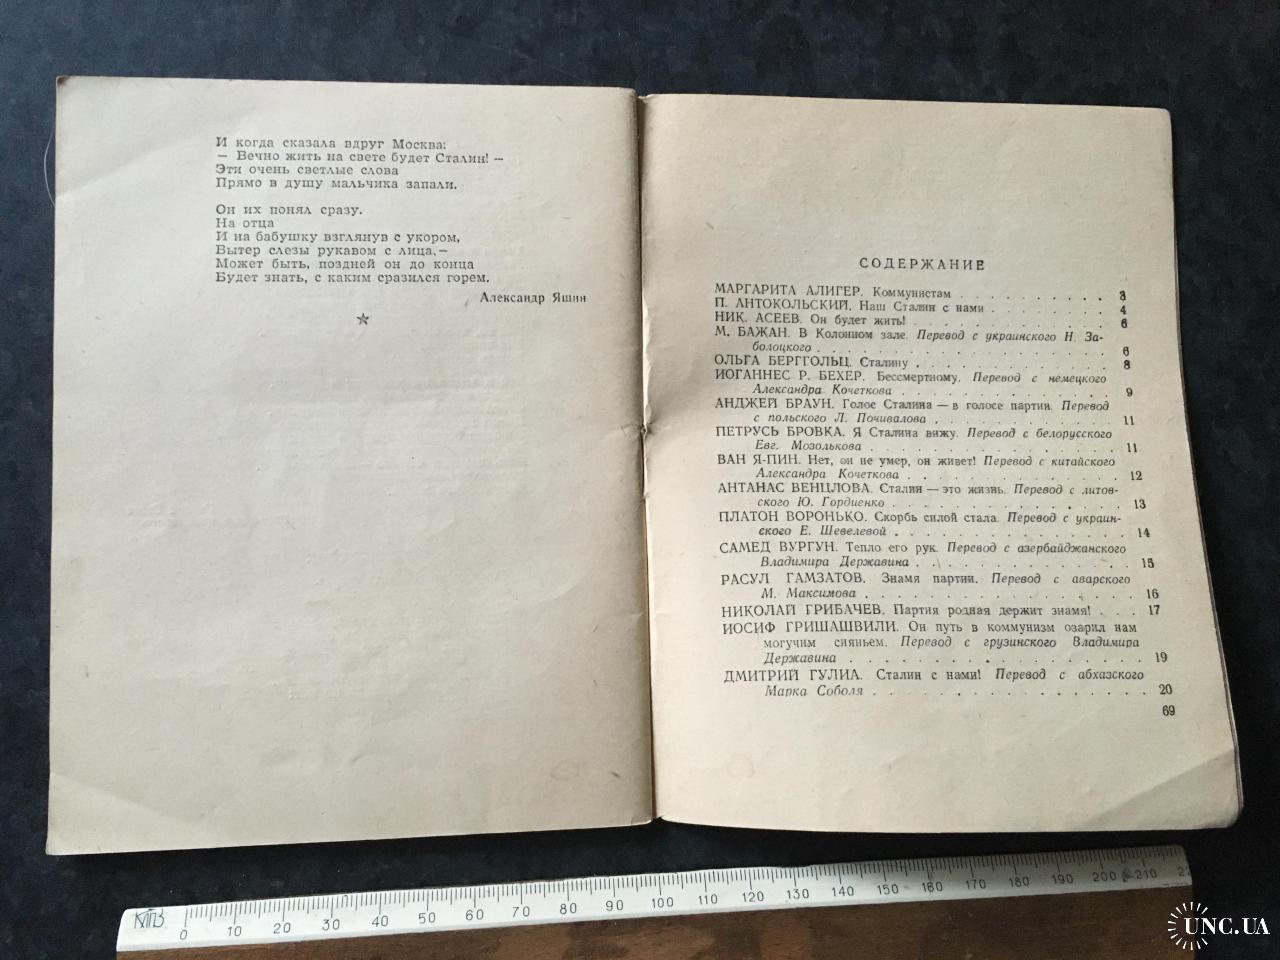 И когда сказала вдруг Москва:
— Вечно жить на свете будет Сталин! —
Эти очень светлые слова
Прямо в душу мальчика запали.
Он их понял сразу.
На отца
И на бабушку взглянув с укором,
Вытер слезы рукавом с лица, —
Может быть, поздней он до конца
Будет знать, с каким сразился горем.
Александр Яшин
СОДЕРЖАНИЕ
МАРГАРИТА АЛИГЕР. Коммунистам . . . . . . . . . . 3
П. АНТОКОЛЬСКИЙ. Наш Сталин с нами . . . . . . . . 4
НИК. АСЕЕВ. Он будет жить! . . . . . . . . . . . . 6
М. БАЖАН. В Колонном зале. Перевод с украинского Н. За-
болоцкого . . . . . . . . . . . . . . . . . 6
ОЛЬГА БЕРГГОЛЬЦ. Сталину . . . . . . . . . . . . 8
ИОГАННЕС Р. БЕХЕР. Бессмертному. Перевод с немецкого
Александра Кочеткова . . . . . . . . . . . . . 9
АНДЖЕЙ БРАУН. Голос Сталина — в голосе партии. Перевод
с польского Л. Почивалова . . . . . . . . . . . 11
ПЕТРУСЬ БРОВКА. Я Сталина вижу. Перевод с белорусского
Евг. Мозолькова . . . . . . . . . . . . . . . 11
ВАН Я-ПИН. Нет, он не умер, он живет! Перевод с китайского
Александра Кочеткова . . . . . . . . . . . . . 12
АНТАНАС ВЕНЦЛОВА. Сталин — это жизнь. Перевод с литов-
ского Ю. Гордиенко . . . . . . . . . . . . . . 13
ПЛАТОН ВОРОНЬКО. Скорбь силой стала. Перевод с украин-
ского Е. Шевелевой . . . . . . . . . . . . . . 14
САМЕД ВУРГУН. Тепло его рук. Перевод с азербайджанского
Владимира Державина . . . . . . . . . . . . . 15
РАСУЛ ГАМЗАТОВ. Знамя партии. Перевод с аварского
М. Максимова . . . . . . . . . . . . . . . . 16
НИКОЛАЙ ГРИБАЧЕВ. Партия родная держит знамя! . . . 17
ИОСИФ ГРИШАШВИЛИ. Он путь в коммунизм озарил нам
могучим сияньем. Перевод с грузинского Владимира
Державина . . . . . . . . . . . . . . . . . 19
ДМИТРИЙ ГУЛИА. Сталин с нами! Перевод с абхазского
Марка Соболя . . . . . . . . . . . . . . . . 20
69
0 10 20 30 40 50 60 70 80 90 100 110 120 130 140 150 160 170 180 190 200 210 22
UNC.UA